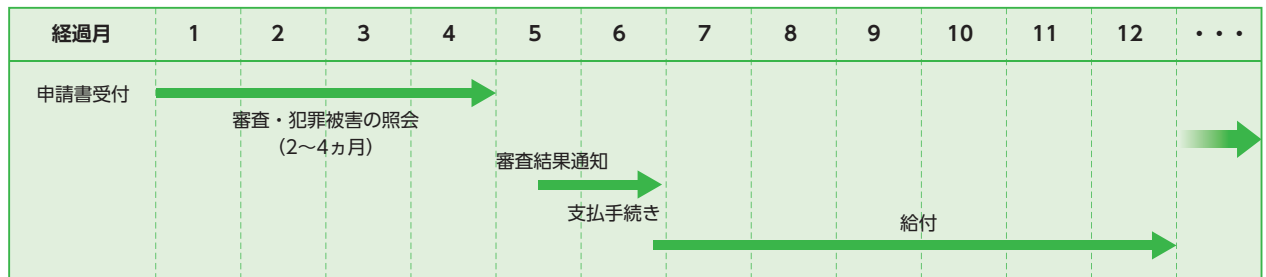 経過月 1 2 3 4 5 6 7 8 9 10 11 12 ・・・
申請書受付
審査・犯罪被害の照会
（2～4ヵ月）
審査結果通知
支払手続き
給付